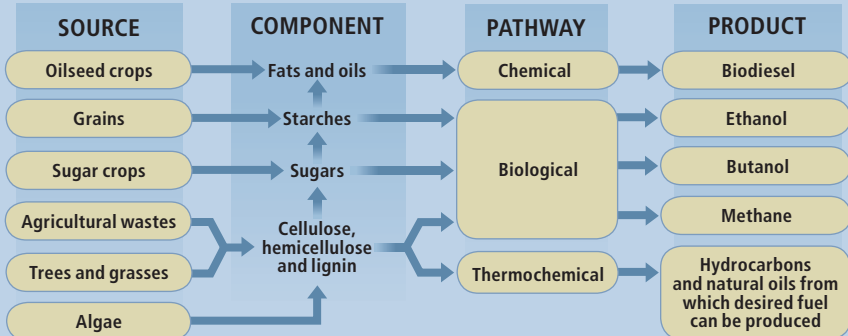 SOURCE
COMPONENT
PATHWAY
PRODUCT
Oilseed crops
Fats and oils
Chemical
Biodiesel
Grains
Starches
Biological
Ethanol
Sugar crops
Sugars
Butanol
Agricultural wastes
Cellulose,
hemicellulose
and lignin
Methane
Trees and grasses
Thermochemical
Hydrocarbons
and natural oils from
which desired fuel
can be produced
Algae